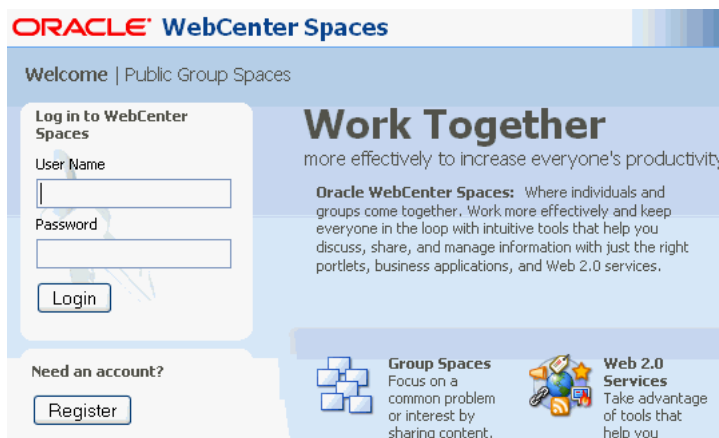 ORACLE WebCenter Spaces
Welcome | Public Group Spaces
Log in to WebCenter
Spaces
User Name
Password
Login
Need an account?
Register
Work Together
more effectively to increase everyone's productivity
Oracle WebCenter Spaces: Where individuals and
groups come together. Work more effectively and keep
everyone in the loop with intuitive tools that help you
discuss, share, and manage information with just the right
portlets, business applications, and Web 2.0 services.
Group Spaces
Focus on a
common problem
or interest by
sharing content,
Web 2.0
Services
Take advantage
of tools that
help you